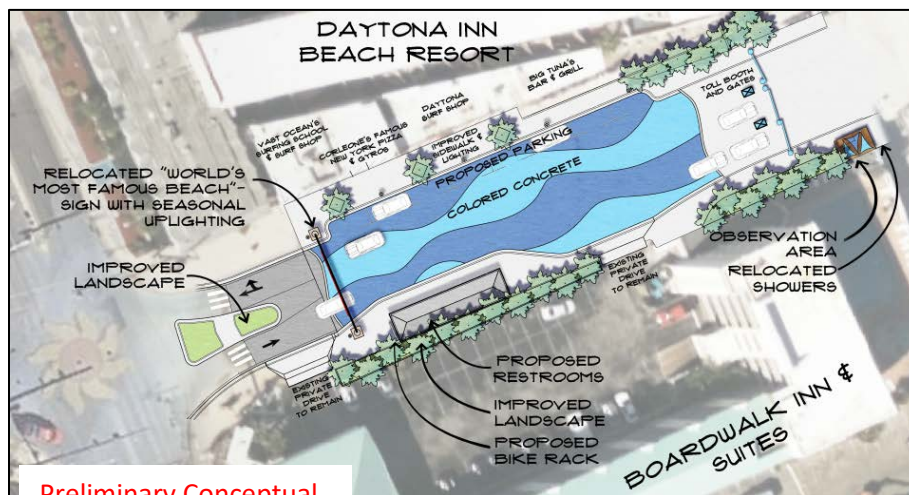 DAYTONA INN
BEACH RESORT
VAST OCEAN'S
SURFING SCHOOL
& SURF SHOP
CORLEONE'S FAMOUS
NEW YORK PIZZA
& GYROS
DAYTONA
SURF SHOP
BIG TUNA'S
BAR & GRILL
IMPROVED
SIDEWALK &
LIGHTING
TOLL BOOTH
AND GATES
PROPOSED PARKING
COLORED CONCRETE
RELOCATED "WORLD'S
MOST FAMOUS BEACH"-
SIGN WITH SEASONAL
UPLIGHTING
IMPROVED
LANDSCAPE
OBSERVATION
AREA
RELOCATED
SHOWERS
EXISTING
PRIVATE
DRIVE
TO REMAIN
EXISTING
PRIVATE
DRIVE
TO REMAIN
PROPOSED
RESTROOMS
IMPROVED
LANDSCAPE
PROPOSED
BIKE RACK
BOARDWALK INN &
SUITES
Preliminary Conceptual